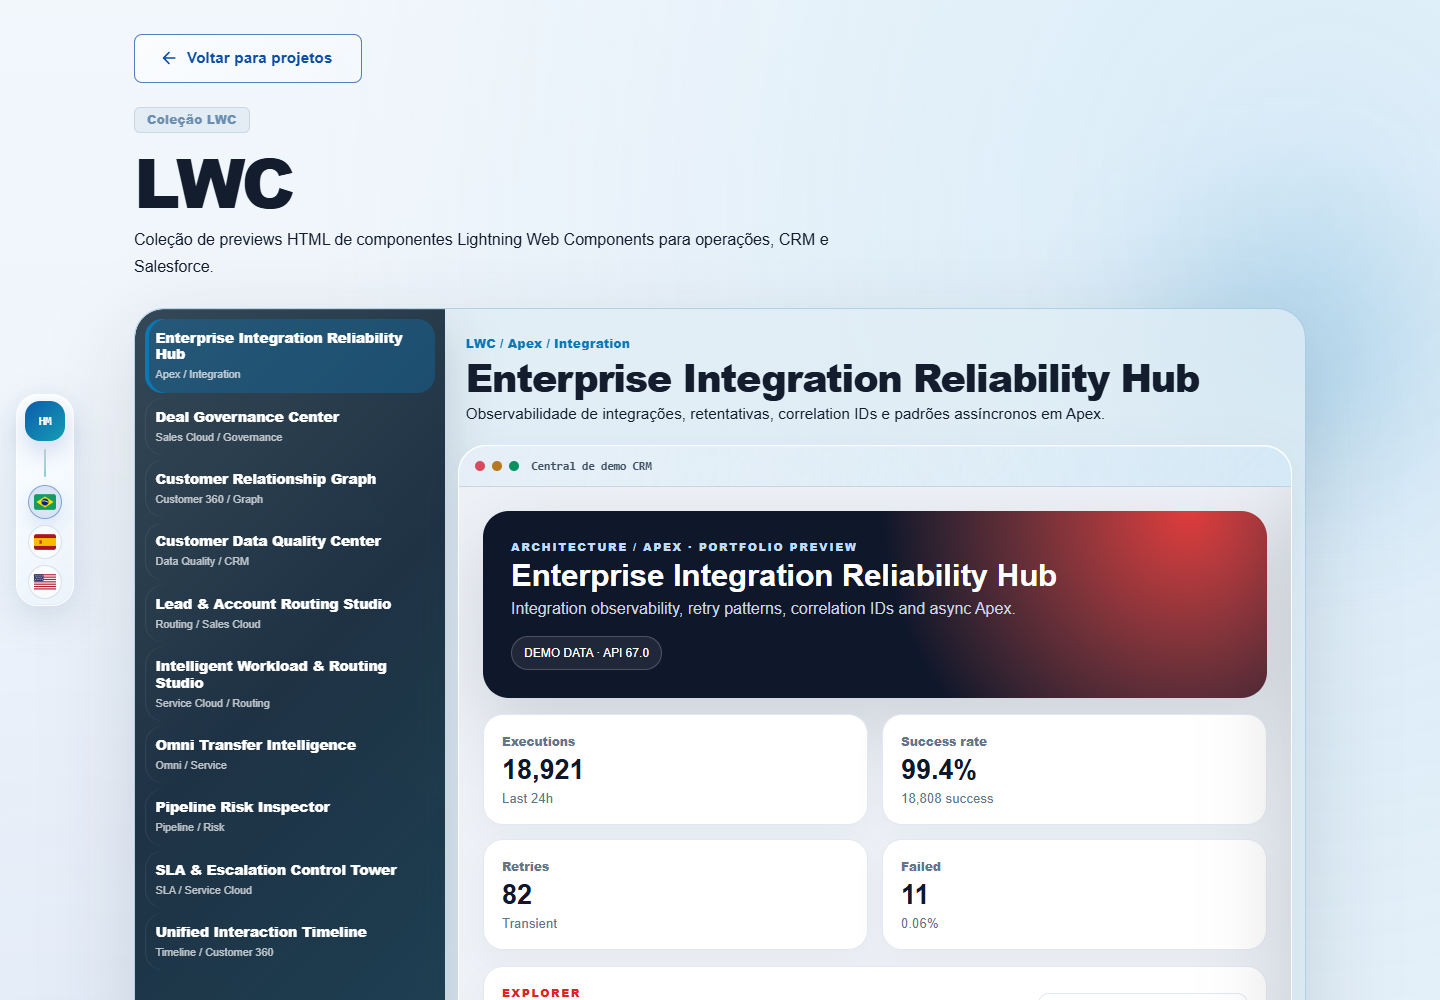 Voltar para projetos
Coleção LWC
LWC
Coleção de previews HTML de componentes Lightning Web Components para operações, CRM e
Salesforce.
HM
Enterprise Integration Reliability
Hub
Apex / Integration
Deal Governance Center
Sales Cloud / Governance
Customer Relationship Graph
Customer 360 / Graph
Customer Data Quality Center
Data Quality / CRM
Lead & Account Routing Studio
Routing / Sales Cloud
Intelligent Workload & Routing
Studio
Service Cloud / Routing
Omni Transfer Intelligence
Omni / Service
Pipeline Risk Inspector
Pipeline / Risk
SLA & Escalation Control Tower
SLA / Service Cloud
Unified Interaction Timeline
Timeline / Customer 360
LWC / Apex / Integration
Enterprise Integration Reliability Hub
Observabilidade de integrações, retentativas, correlation IDs e padrões assíncronos em Apex.
Central de demo CRM
ARCHITECTURE / APEX · PORTFOLIO PREVIEW
Enterprise Integration Reliability Hub
Integration observability, retry patterns, correlation IDs and async Apex.
DEMO DATA · API 67.0
Executions
18,921
Last 24h
Success rate
99.4%
18,808 success
Retries
82
Transient
Failed
11
0.06%
EXPLORER